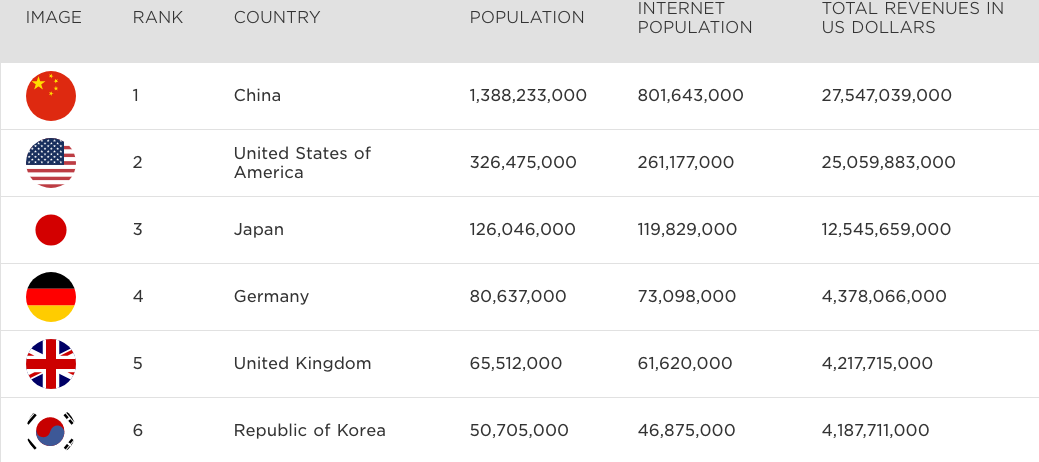 IMAGE RANK COUNTRY POPULATION INTERNET POPULATION TOTAL REVENUES IN US DOLLARS
1 China 1,388,233,000 801,643,000 27,547,039,000
2 United States of America 326,475,000 261,177,000 25,059,883,000
3 Japan 126,046,000 119,829,000 12,545,659,000
4 Germany 80,637,000 73,098,000 4,378,066,000
5 United Kingdom 65,512,000 61,620,000 4,217,715,000
6 Republic of Korea 50,705,000 46,875,000 4,187,711,000